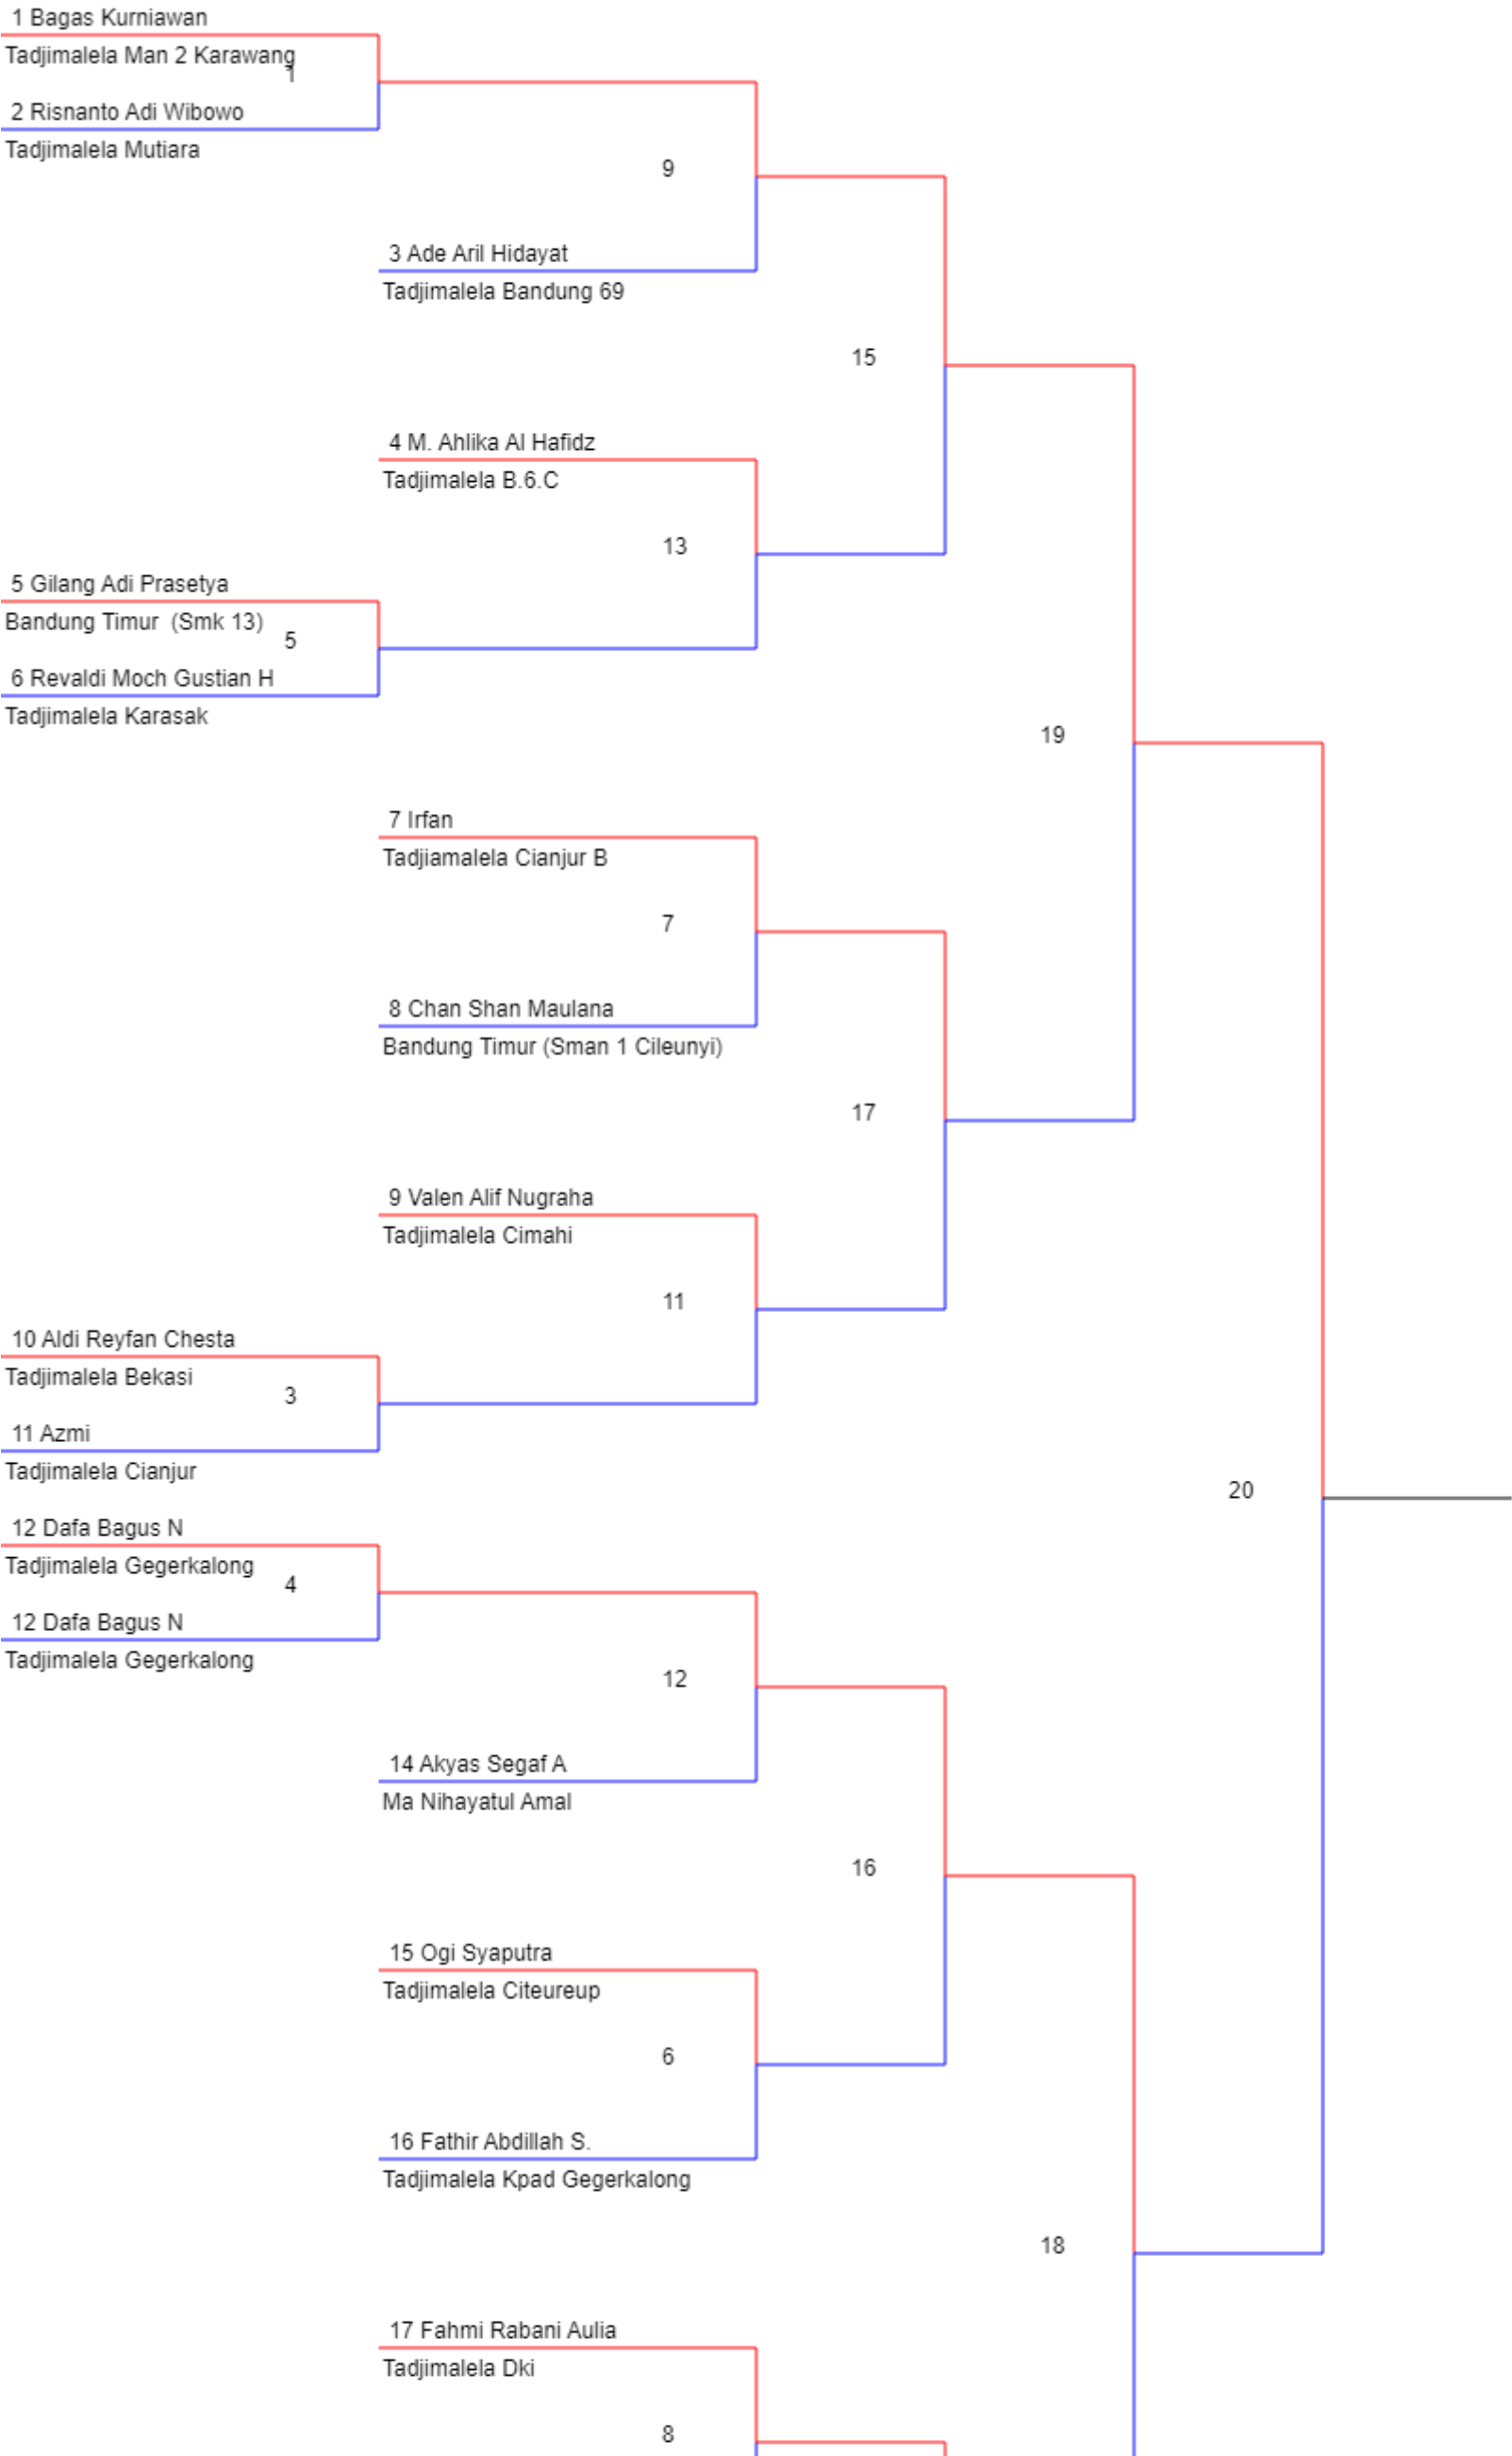 1 Bagas Kurniawan
Tadjimalela Man 2 Karawang
1
2 Risnanto Adi Wibowo
Tadjimalela Mutiara
9
3 Ade Aril Hidayat
Tadjimalela Bandung 69
15
4 M. Ahlika Al Hafidz
Tadjimalela B.6.C
13
5 Gilang Adi Prasetya
Bandung Timur  (Smk 13)
5
6 Revaldi Moch Gustian H
Tadjimalela Karasak
19
7 Irfan
Tadjiamalela Cianjur B
7
8 Chan Shan Maulana
Bandung Timur (Sman 1 Cileunyi)
17
9 Valen Alif Nugraha
Tadjimalela Cimahi
11
10 Aldi Reyfan Chesta
Tadjimalela Bekasi
3
11 Azmi
Tadjimalela Cianjur
20
12 Dafa Bagus N
Tadjimalela Gegerkalong
4
12 Dafa Bagus N
Tadjimalela Gegerkalong
12
14 Akyas Segaf A
Ma Nihayatul Amal
16
15 Ogi Syaputra
Tadjimalela Citeureup
6
16 Fathir Abdillah S.
Tadjimalela Kpad Gegerkalong
18
17 Fahmi Rabani Aulia
Tadjimalela Dki
8